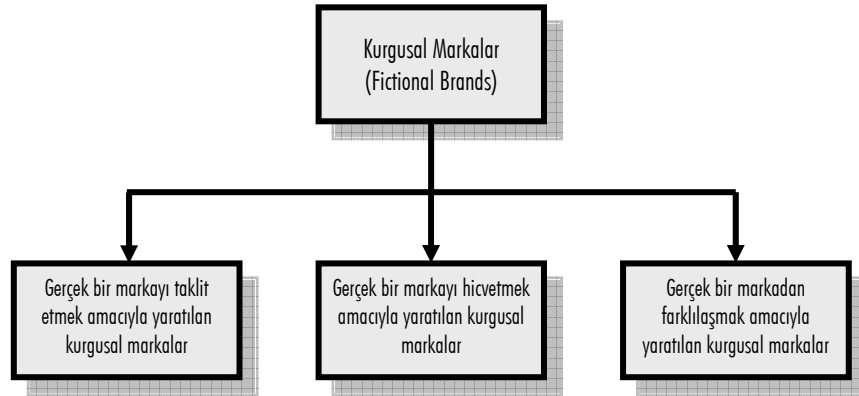 Kurgusal Markalar
(Fictional Brands)
Gerçek bir markayı taklit
etmek amacıyla yaratılan
kurgusal markalar
Gerçek bir markayı hicvetmek
amacıyla yaratılan kurgusal
markalar
Gerçek bir markadan
farklılaşmak amacıyla
yaratılan kurgusal markalar